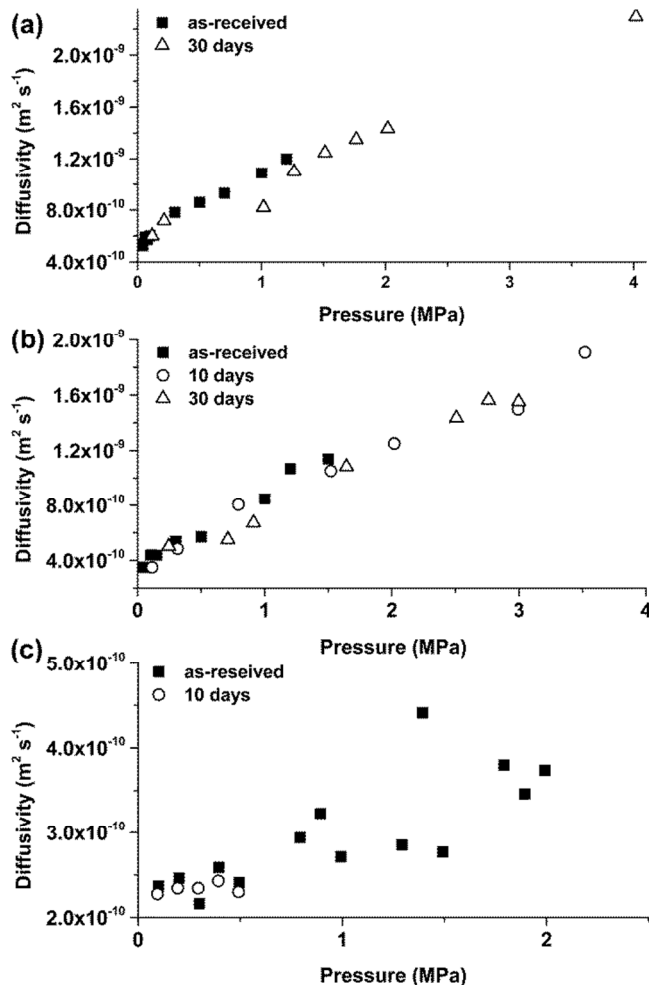 (a)
as-received
30 days
Diffusivity (m² s⁻¹)
2.0x10⁻⁹
1.6x10⁻⁹
1.2x10⁻⁹
8.0x10⁻¹⁰
4.0x10⁻¹⁰
0 1 2 3 4
Pressure (MPa)
(b)
as-received
10 days
30 days
Diffusivity (m² s⁻¹)
2.0x10⁻⁹
1.6x10⁻⁹
1.2x10⁻⁹
8.0x10⁻¹⁰
4.0x10⁻¹⁰
0 1 2 3 4
Pressure (MPa)
(c)
as-reseived
10 days
Diffusivity (m² s⁻¹)
5.0x10⁻¹⁰
4.0x10⁻¹⁰
3.0x10⁻¹⁰
2.0x10⁻¹⁰
0 1 2
Pressure (MPa)